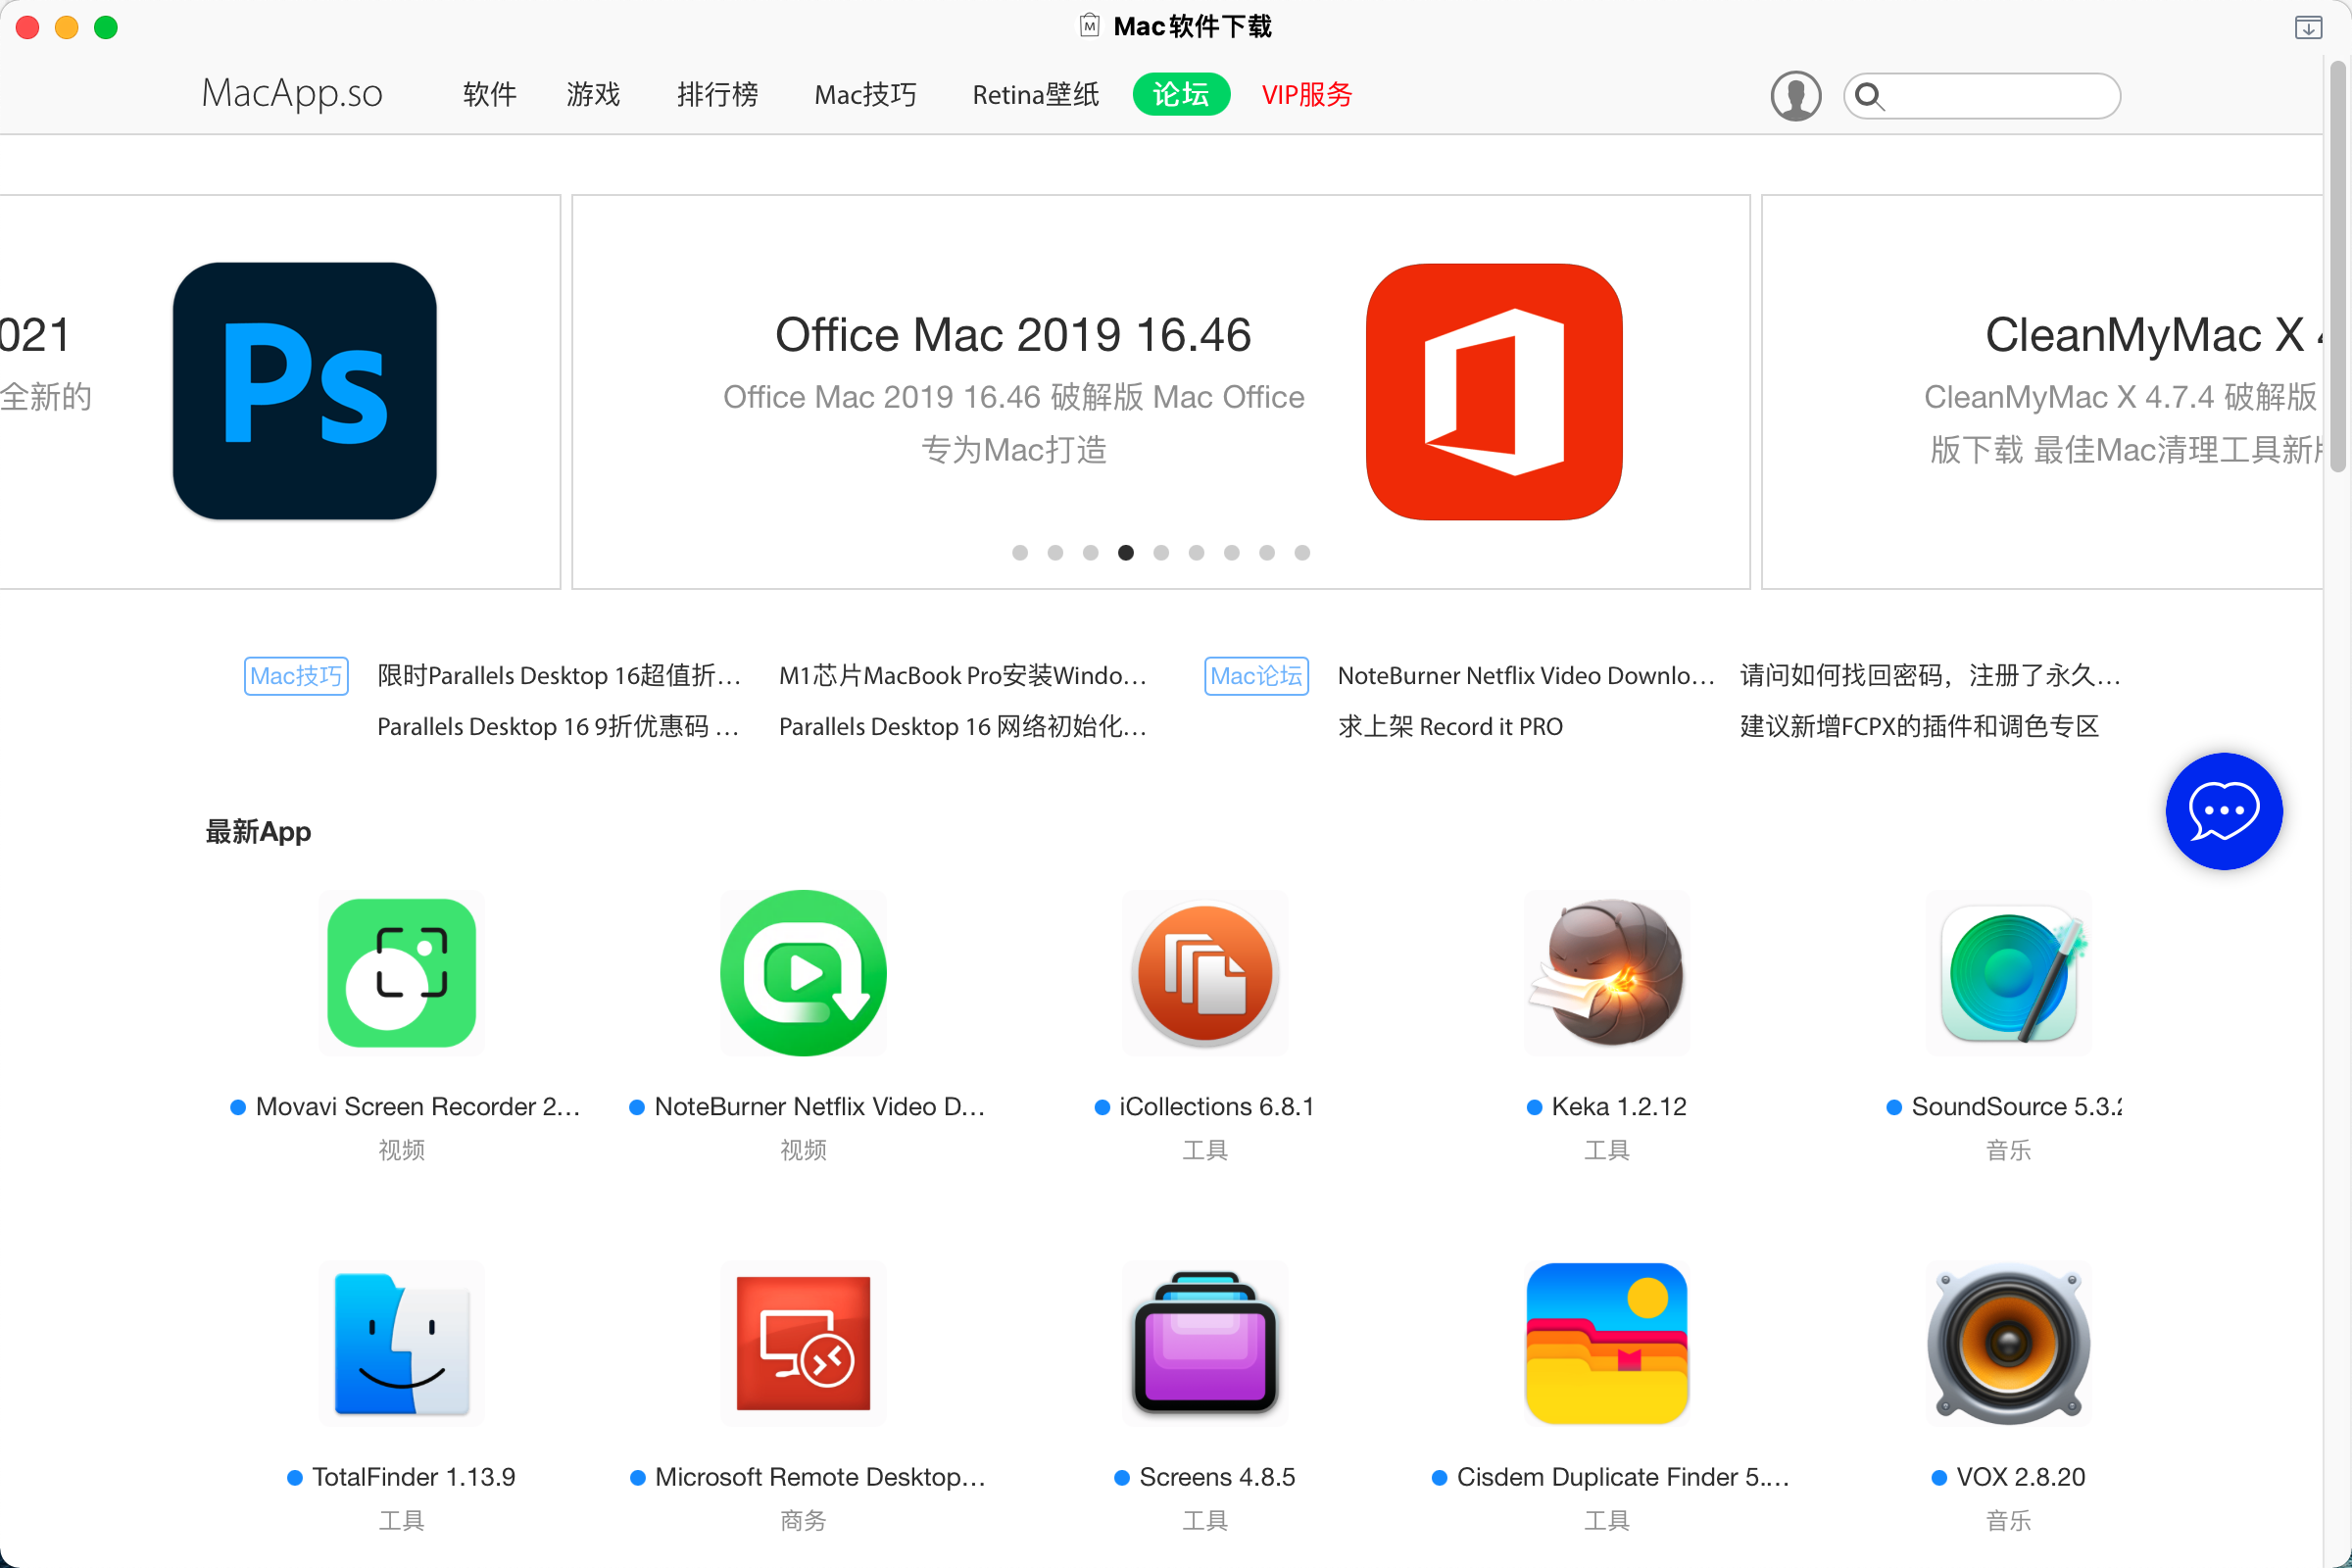 Mac软件下载
MacApp.so 软件 游戏 排行榜 Mac技巧 Retina壁纸 论坛 VIP服务
021
全新的
Ps
Office Mac 2019 16.46
Office Mac 2019 16.46 破解版 Mac Office
专为Mac打造
CleanMyMac X
CleanMyMac X 4.7.4 破解版
版下载 最佳Mac清理工具新
Mac技巧 限时Parallels Desktop 16超值折… M1芯片MacBook Pro安装Windo… Mac论坛 NoteBurner Netflix Video Downlo… 请问如何找回密码，注册了永久…
Parallels Desktop 16 9折优惠码 … Parallels Desktop 16 网络初始化… 求上架 Record it PRO 建议新增FCPX的插件和调色专区
最新App
Movavi Screen Recorder 2… NoteBurner Netflix Video D… iCollections 6.8.1 Keka 1.2.12 SoundSource 5.3.2
视频 视频 工具 工具 音乐
TotalFinder 1.13.9 Microsoft Remote Desktop… Screens 4.8.5 Cisdem Duplicate Finder 5.… VOX 2.8.20
工具 商务 工具 工具 音乐